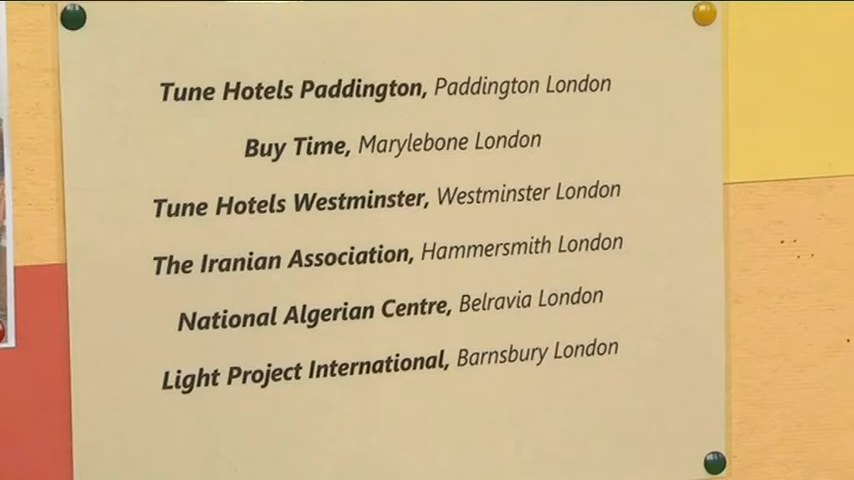 Tune Hotels Paddington, Paddington London
Buy Time, Marylebone London
Tune Hotels Westminster, Westminster London
The Iranian Association, Hammersmith London
National Algerian Centre, Belravia London
Light Project International, Barnsbury London